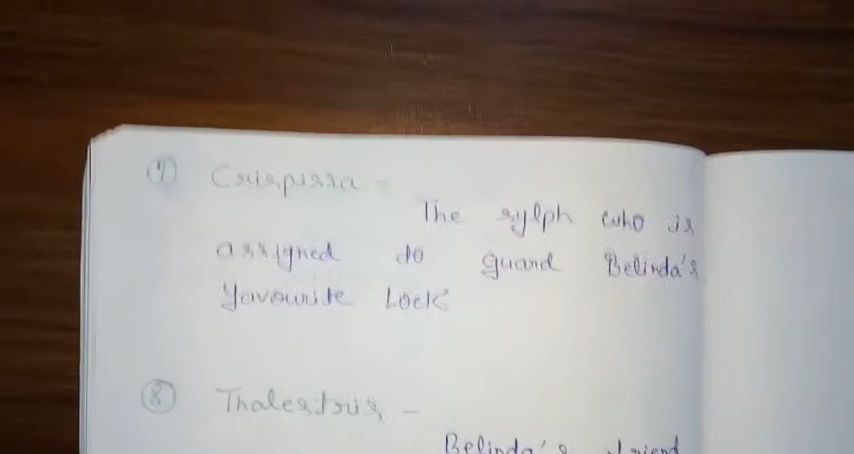 (7) Crispissa -
The sylph who is
assigned to guard Belinda's
favourite Lock
(8) Thalestris -
Belinda's friend